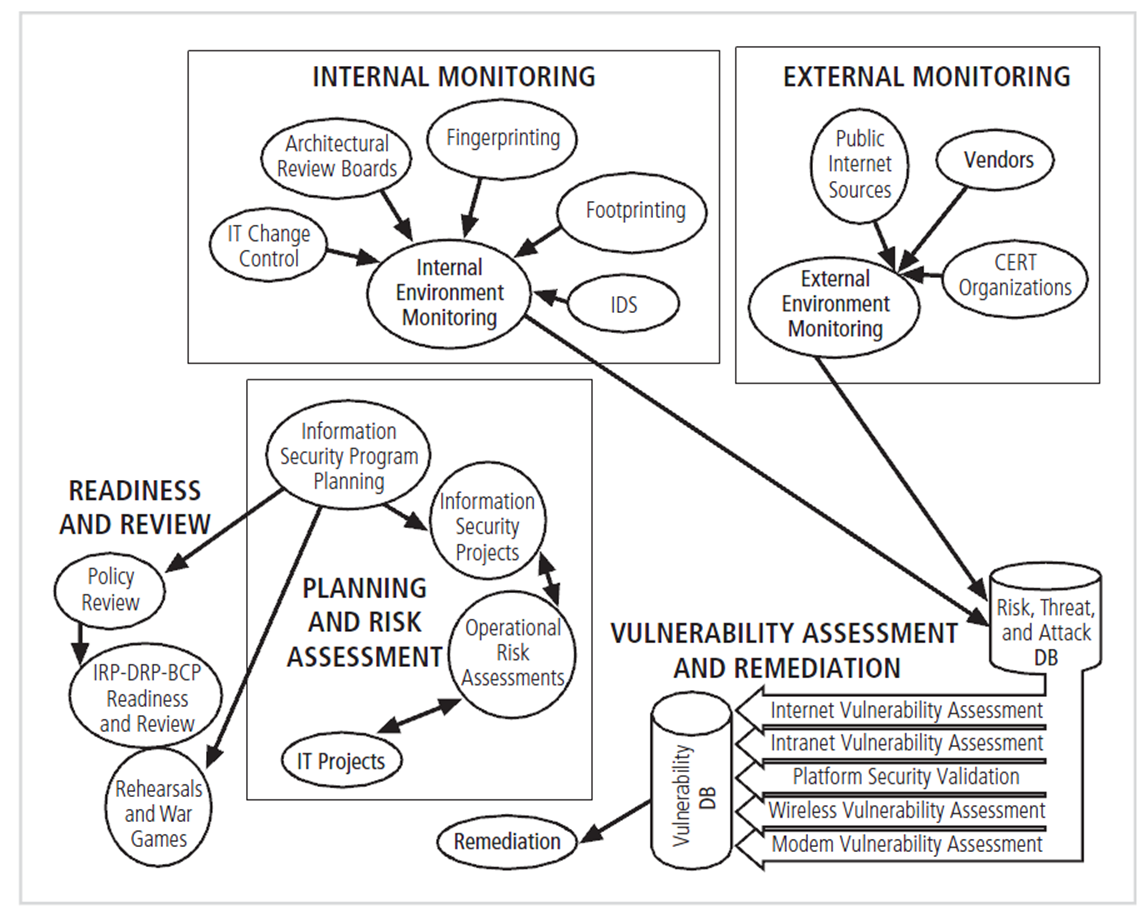 INTERNAL MONITORING
Architectural
Review Boards
Fingerprinting
Footprinting
IT Change
Control
Internal
Environment
Monitoring
IDS
EXTERNAL MONITORING
Public
Internet
Sources
Vendors
CERT
Organizations
External
Environment
Monitoring
READINESS
AND REVIEW
Policy
Review
IRP-DRP-BCP
Readiness
and Review
Rehearsals
and War
Games
Information
Security Program
Planning
Information
Security
Projects
PLANNING
AND RISK
ASSESSMENT
Operational
Risk
Assessments
IT Projects
VULNERABILITY ASSESSMENT
AND REMEDIATION
Risk, Threat,
and Attack
DB
Internet Vulnerability Assessment
Intranet Vulnerability Assessment
Platform Security Validation
Wireless Vulnerability Assessment
Modem Vulnerability Assessment
Vulnerability
DB
Remediation